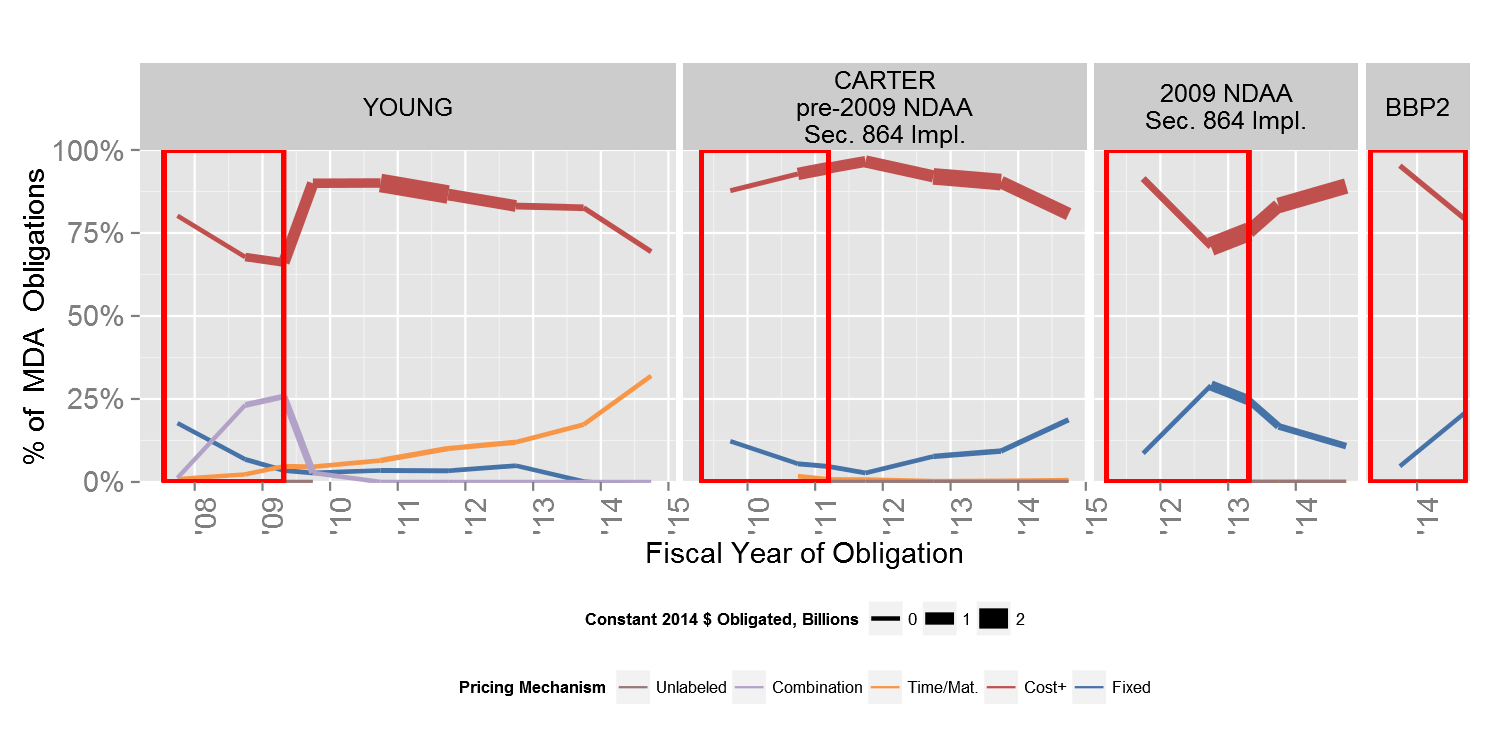 YOUNG
CARTER
pre-2009 NDAA
Sec. 864 Impl.
2009 NDAA
Sec. 864 Impl.
BBP2
% of MDA Obligations
100%
75%
50%
25%
0%
'08
'09
'10
'11
'12
'13
'14
'15
'10
'11
'12
'13
'14
'15
'12
'13
'14
'14
Fiscal Year of Obligation
Constant 2014 $ Obligated, Billions 0 1 2
Pricing Mechanism Unlabeled Combination Time/Mat. Cost+ Fixed